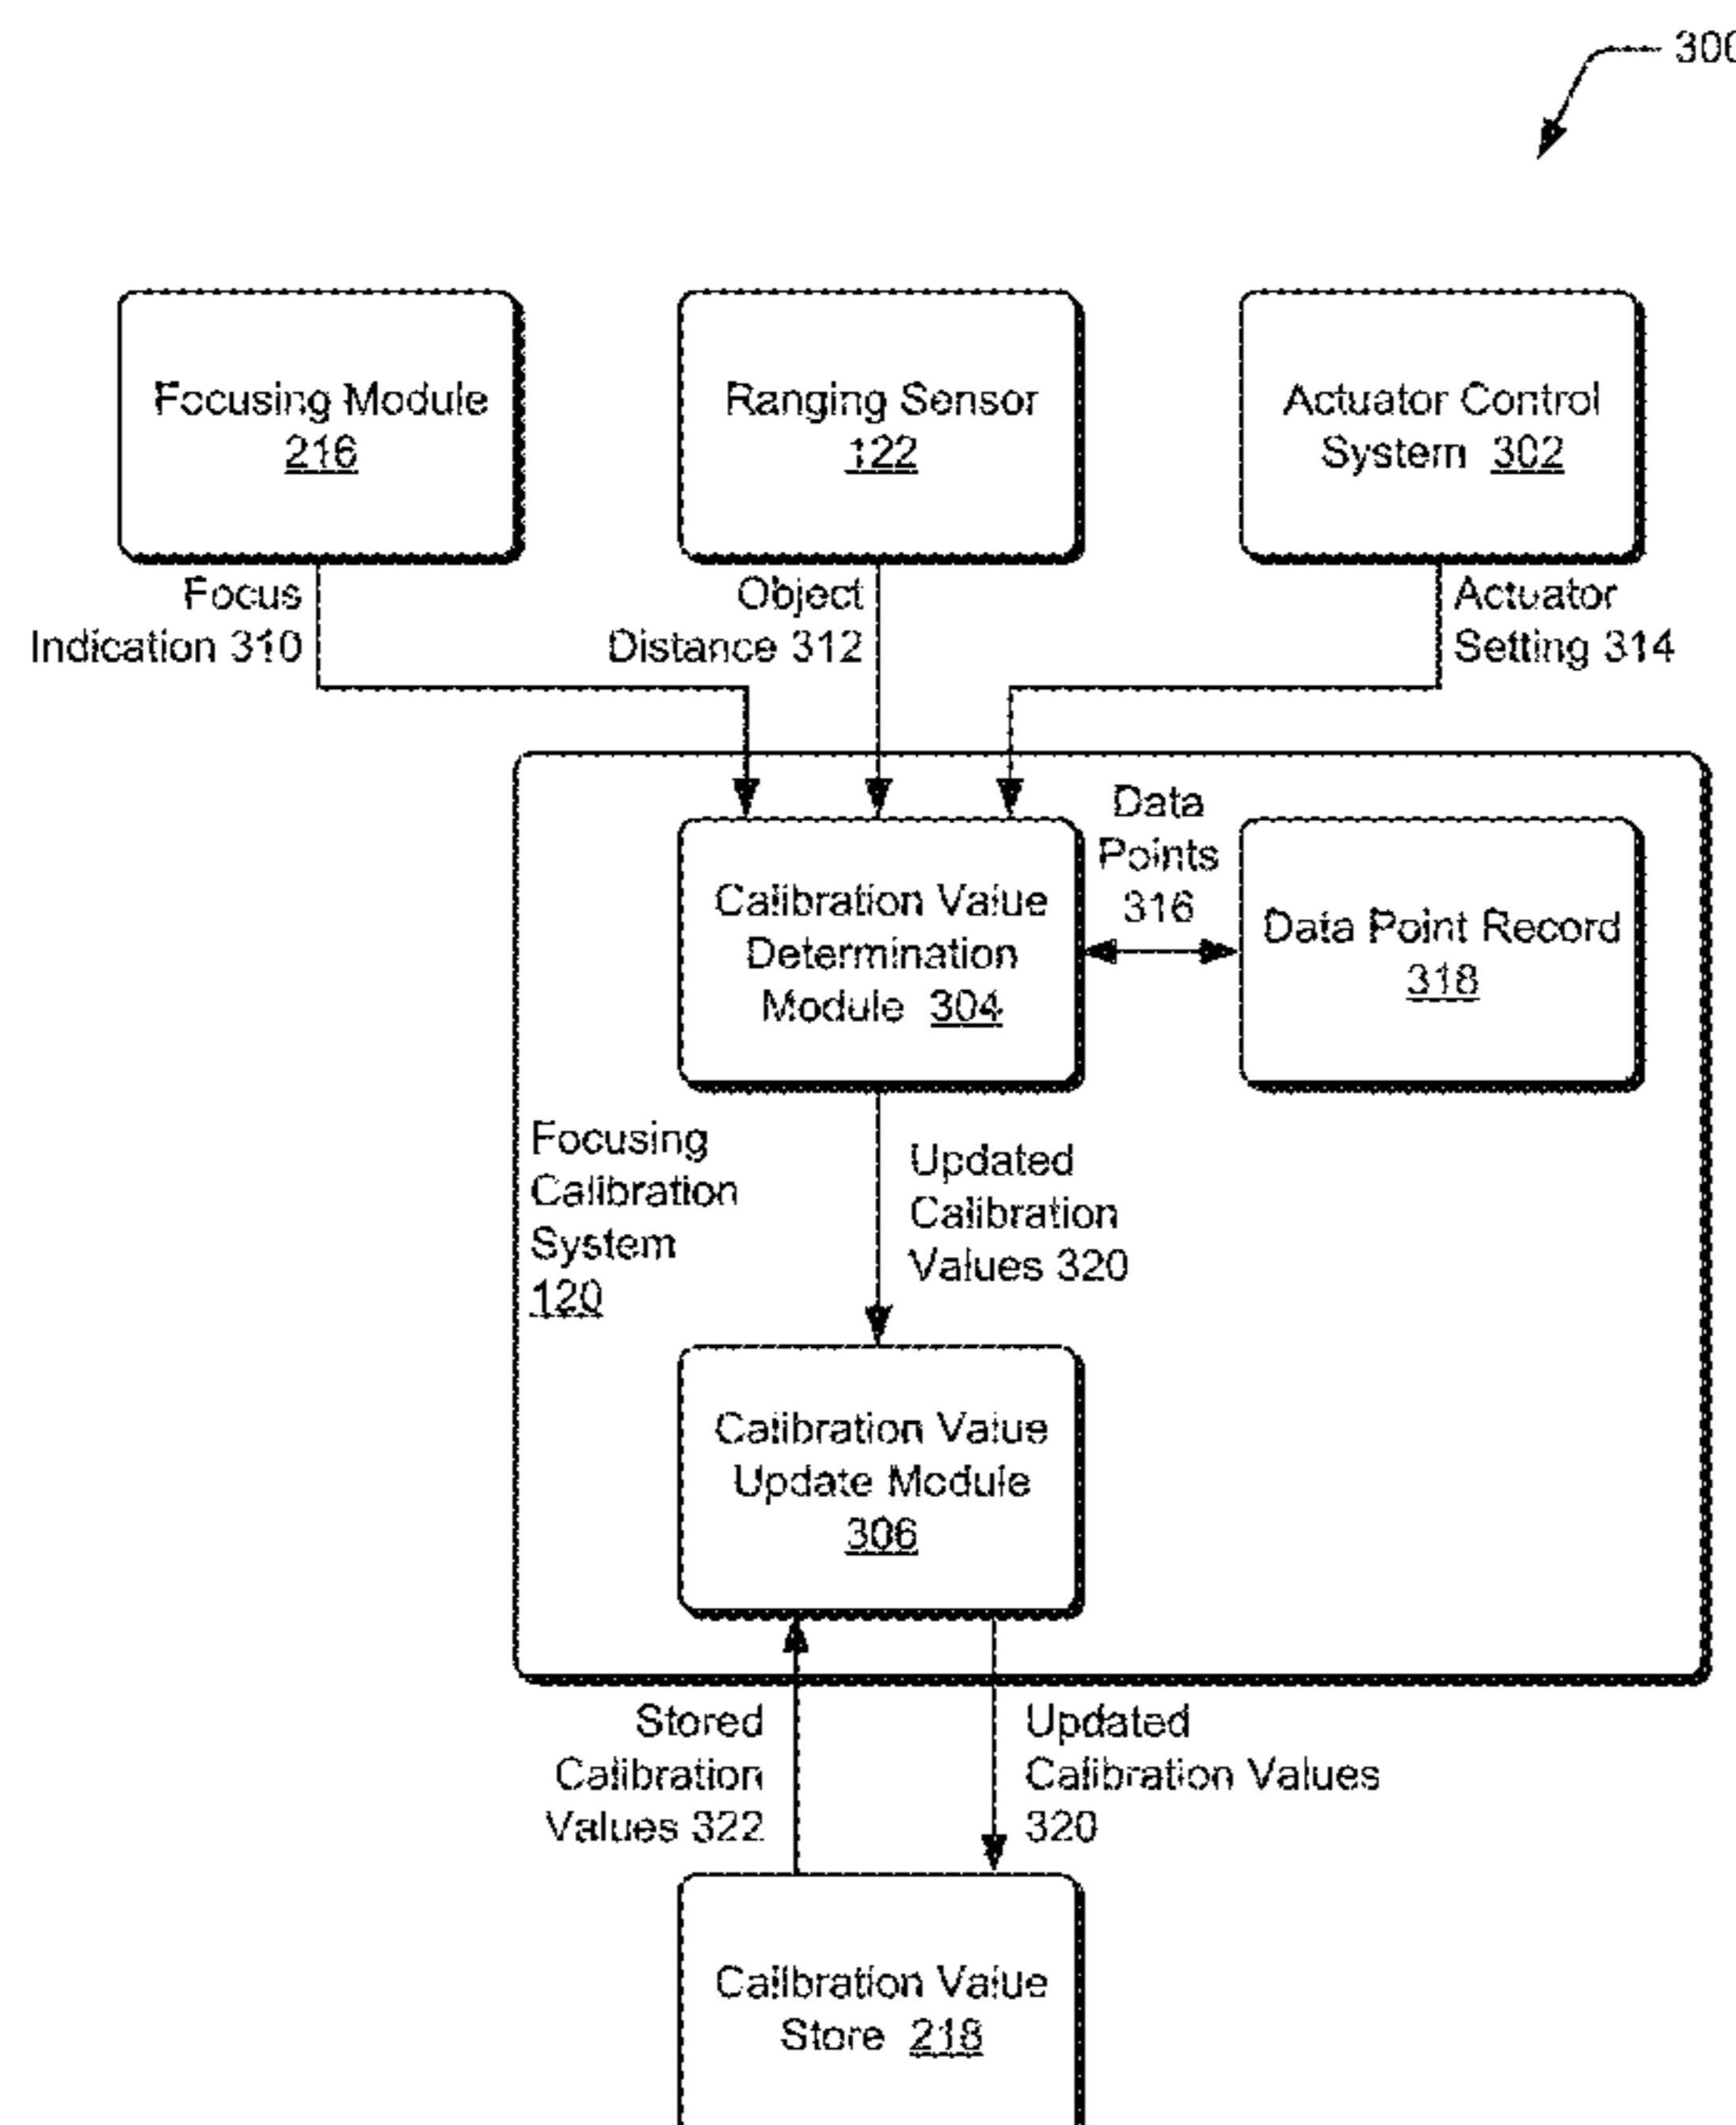 300
Focusing Module
216
Ranging Sensor
122
Actuator Control
System 302
Focus
Indication 310
Object
Distance 312
Actuator
Setting 314
Data
Points
316
Calibration Value
Determination
Module 304
Data Point Record
318
Focusing
Calibration
System
120
Updated
Calibration
Values 320
Calibration Value
Update Module
306
Stored
Calibration
Values 322
Updated
Calibration Values
320
Calibration Value
Store 218